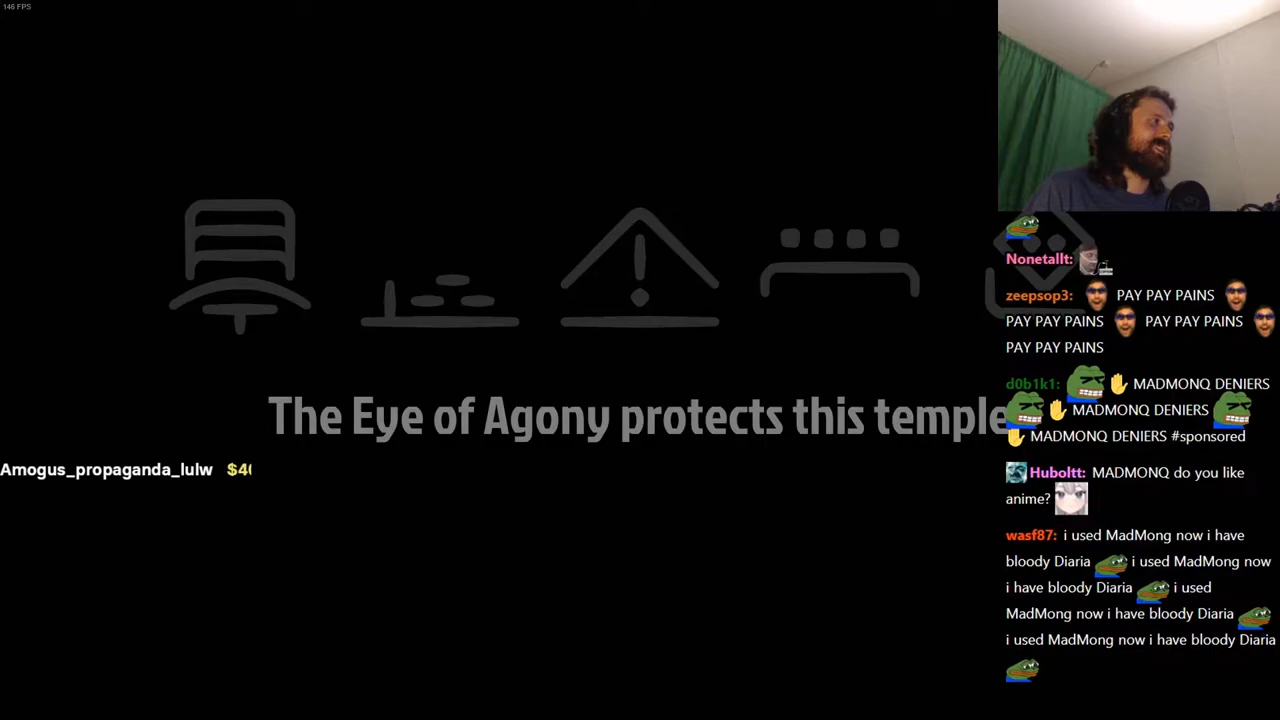 146 FPS
The Eye of Agony protects this temple
Amogus_propaganda_lulw $40
Nonetallt:
zeepsop3: PAY PAY PAINS
PAY PAY PAINS PAY PAY PAINS
PAY PAY PAINS
d0b1k1: ✋ MADMONQ DENIERS
✋ MADMONQ DENIERS
✋ MADMONQ DENIERS #sponsored
Huboltt: MADMONQ do you like
anime?
wasf87: i used MadMong now i have
bloody Diaria i used MadMong now
i have bloody Diaria i used
MadMong now i have bloody Diaria
i used MadMong now i have bloody Diaria